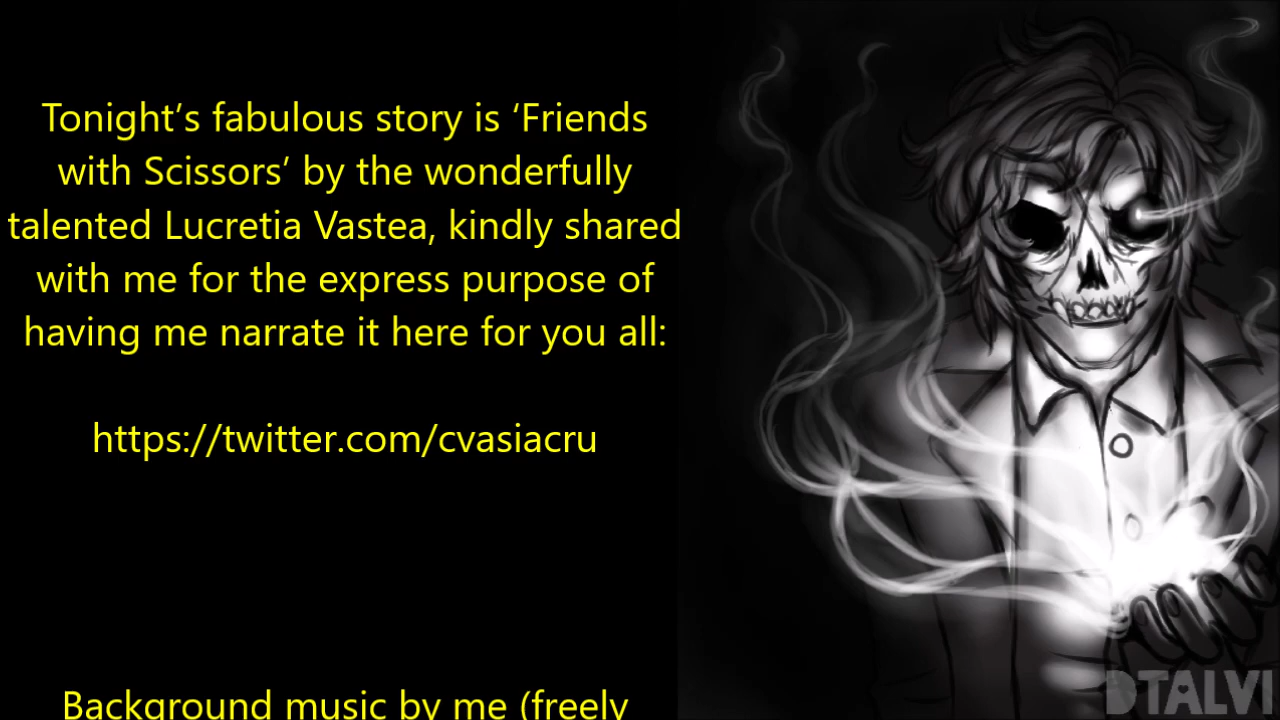 Tonight’s fabulous story is ‘Friends
with Scissors’ by the wonderfully
talented Lucretia Vastea, kindly shared
with me for the express purpose of
having me narrate it here for you all:
https://twitter.com/cvasiacru
Background music by me (freely
DTALVI